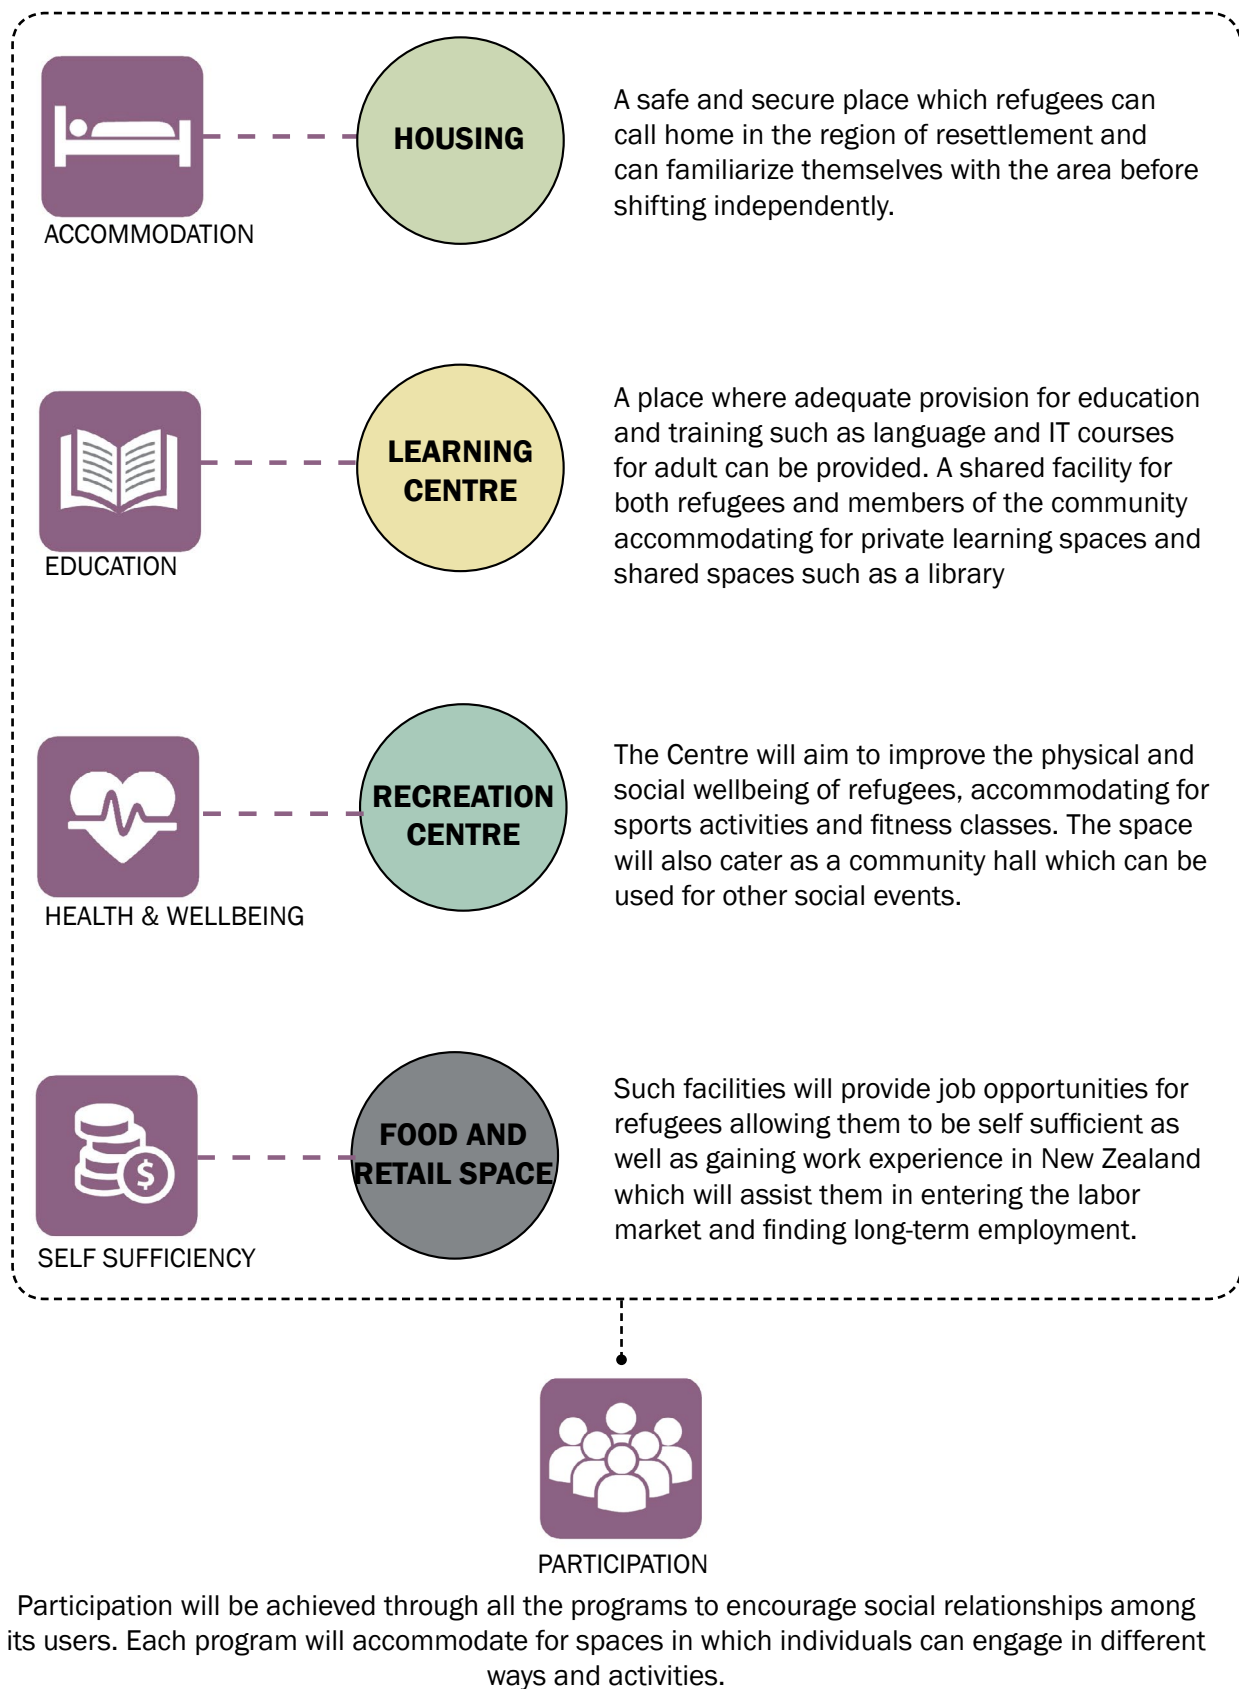 ACCOMMODATION
HOUSING
A safe and secure place which refugees can
call home in the region of resettlement and
can familiarize themselves with the area before
shifting independently.
EDUCATION
LEARNING
CENTRE
A place where adequate provision for education
and training such as language and IT courses
for adult can be provided. A shared facility for
both refugees and members of the community
accommodating for private learning spaces and
shared spaces such as a library
HEALTH & WELLBEING
RECREATION
CENTRE
The Centre will aim to improve the physical and
social wellbeing of refugees, accommodating for
sports activities and fitness classes. The space
will also cater as a community hall which can be
used for other social events.
$
SELF SUFFICIENCY
FOOD AND
RETAIL SPACE
Such facilities will provide job opportunities for
refugees allowing them to be self sufficient as
well as gaining work experience in New Zealand
which will assist them in entering the labor
market and finding long-term employment.
PARTICIPATION
Participation will be achieved through all the programs to encourage social relationships among
its users. Each program will accommodate for spaces in which individuals can engage in different
ways and activities.